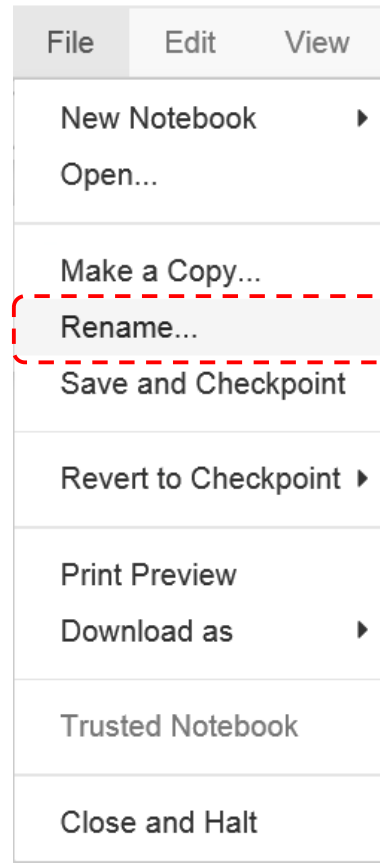 File Edit View
New Notebook
Open...
Make a Copy...
Rename...
Save and Checkpoint
Revert to Checkpoint
Print Preview
Download as
Trusted Notebook
Close and Halt